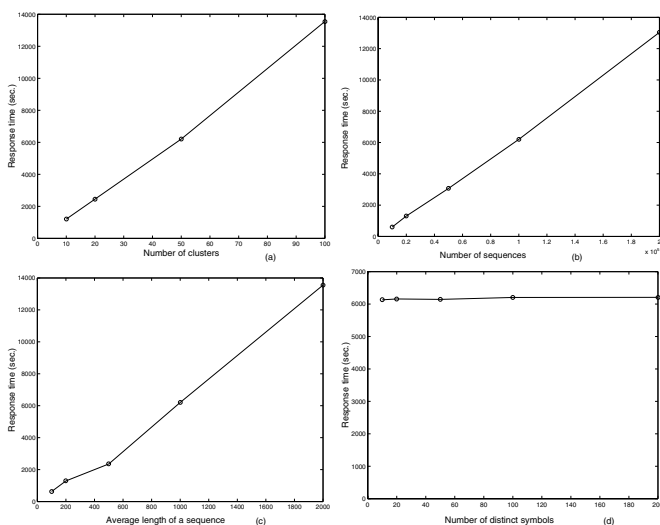 14000
12000
10000
8000
6000
4000
2000
0
Response time (sec.)
0 10 20 30 40 50 60 70 80 90 100
Number of clusters (a)
14000
12000
10000
8000
6000
4000
2000
0
Response time (sec.)
0 0.2 0.4 0.6 0.8 1 1.2 1.4 1.6 1.8 2
Number of sequences (b)
14000
12000
10000
8000
6000
4000
2000
0
Response time (sec.)
0 200 400 600 800 1000 1200 1400 1600 1800 2000
Average length of a sequence (c)
7000
6000
5000
4000
3000
2000
1000
0
Response time (sec.)
0 20 40 60 80 100 120 140 160 180 200
Number of distinct symbols (d)